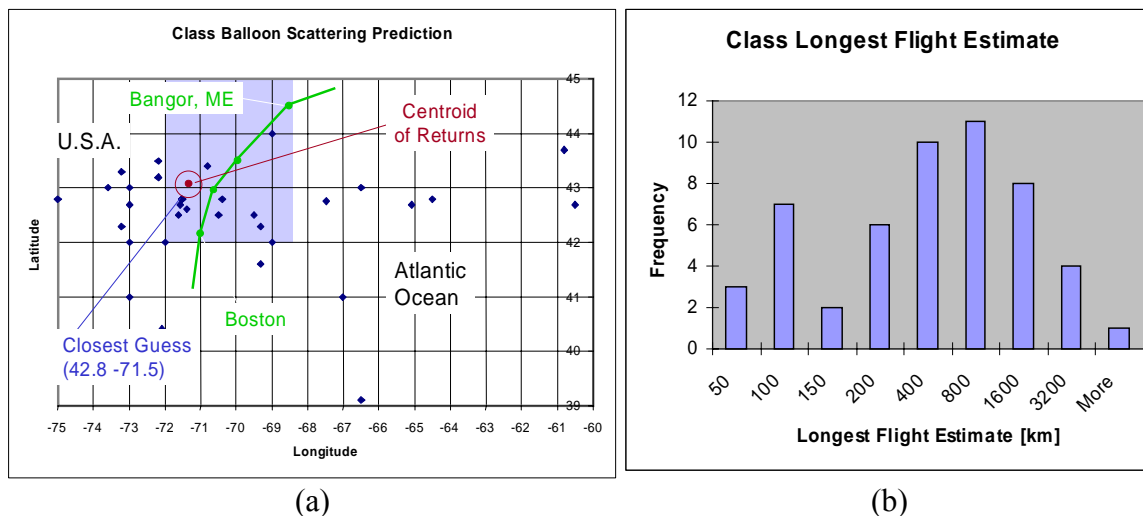 Class Balloon Scattering Prediction
45
Bangor, ME
Centroid
of Returns
U.S.A.
44
43
42
Atlantic
Ocean
41
Boston
Closest Guess
(42.8 -71.5)
40
39
-75 -74 -73 -72 -71 -70 -69 -68 -67 -66 -65 -64 -63 -62 -61 -60
Latitude
Longitude
(a)
Class Longest Flight Estimate
12
10
8
6
4
2
0
Frequency
50 100 150 200 400 800 1600 3200 More
Longest Flight Estimate [km]
(b)